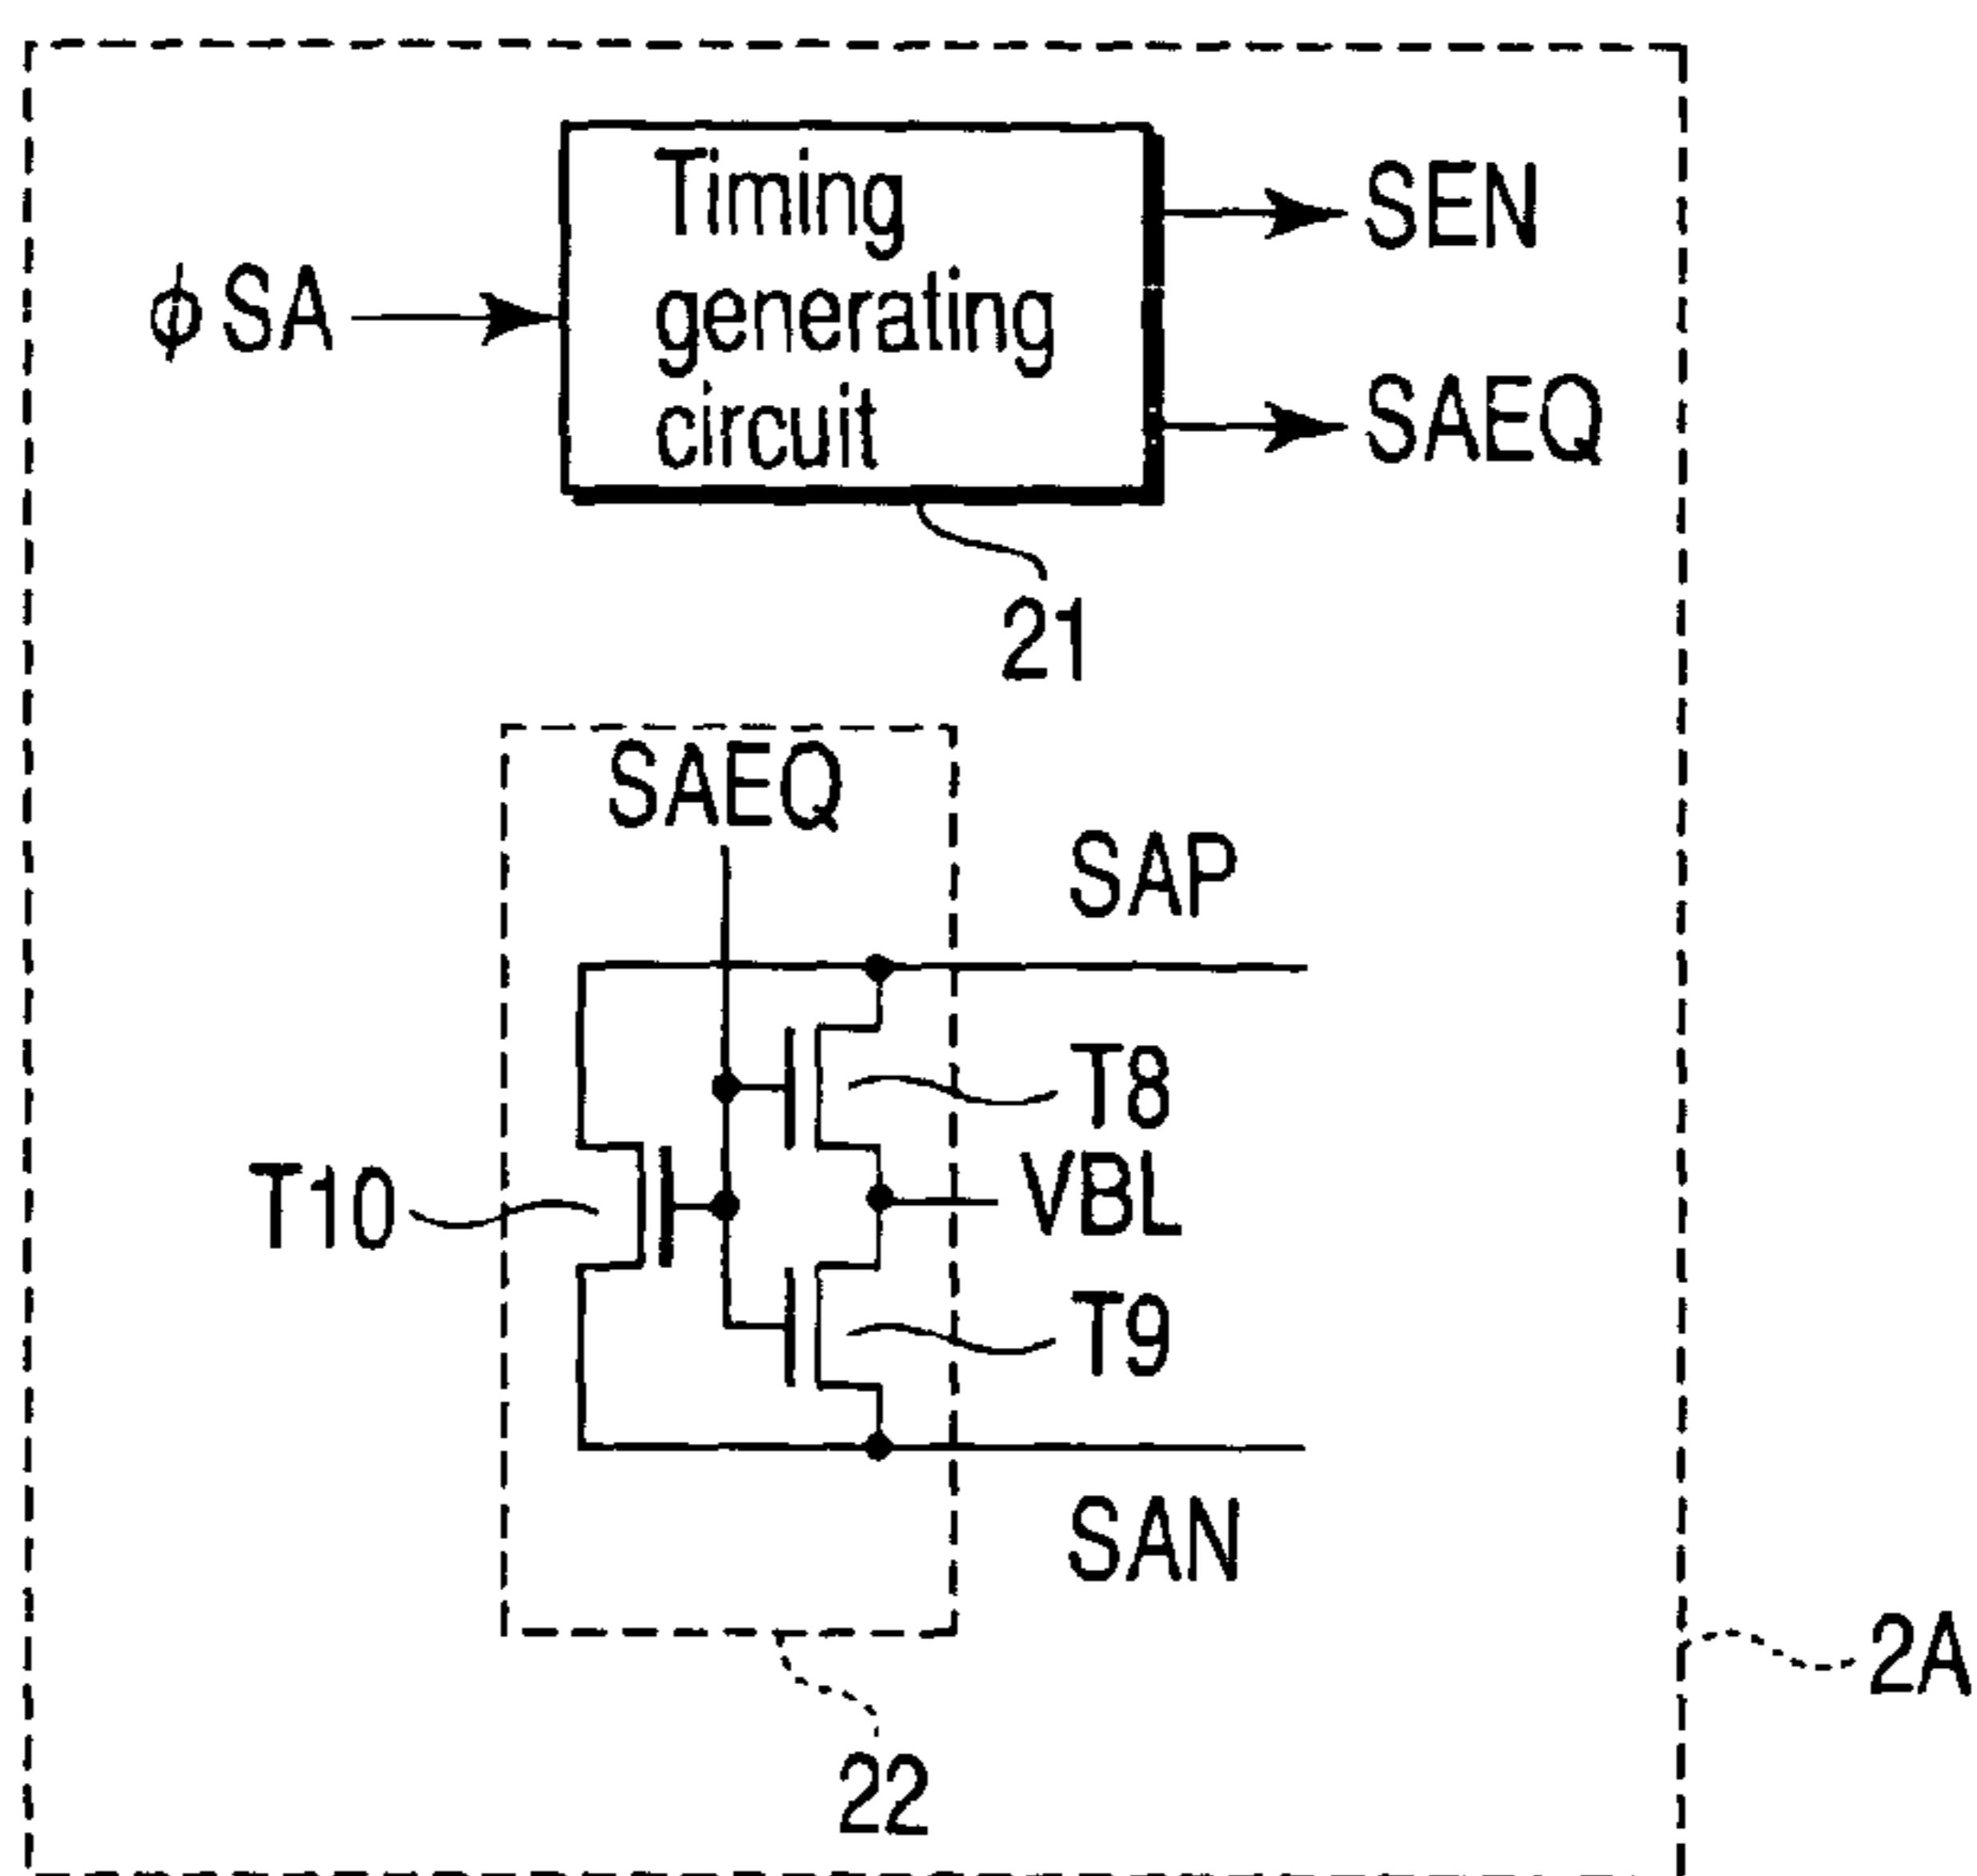 Timing
generating
circuit
ϕSA
SEN
SAEQ
21
SAEQ
SAP
T8
T10
VBL
T9
SAN
2A
22